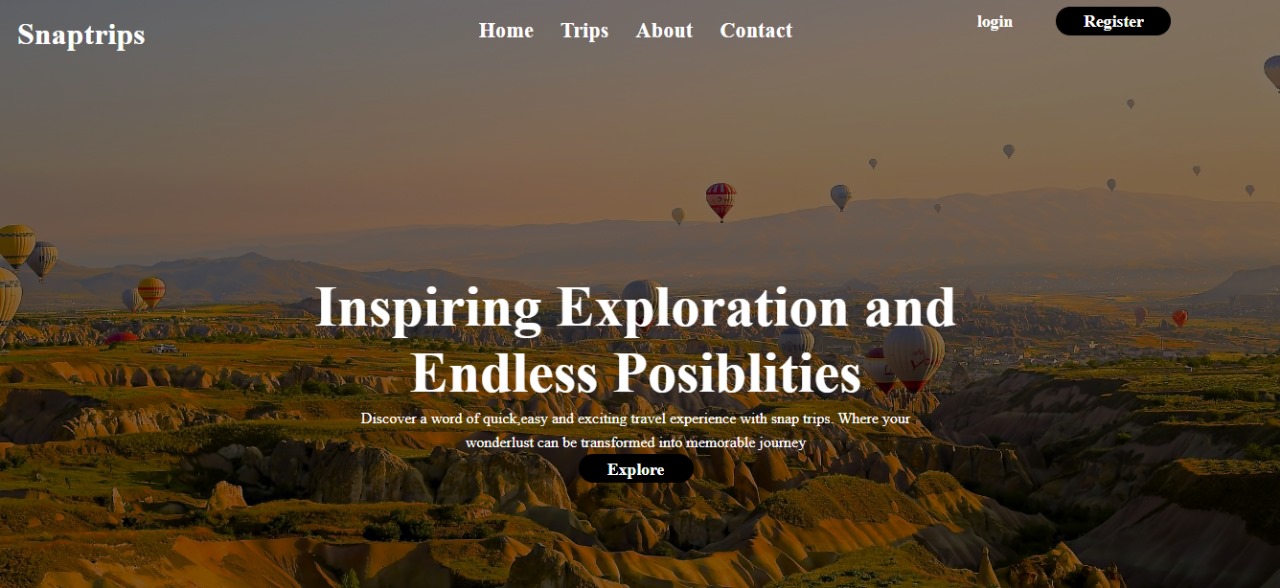 Snaptrips
Home Trips About Contact
login
Register
Inspiring Exploration and
Endless Posiblities
Discover a word of quick,easy and exciting travel experience with snap trips. Where your
wonderlust can be transformed into memorable journey
Explore